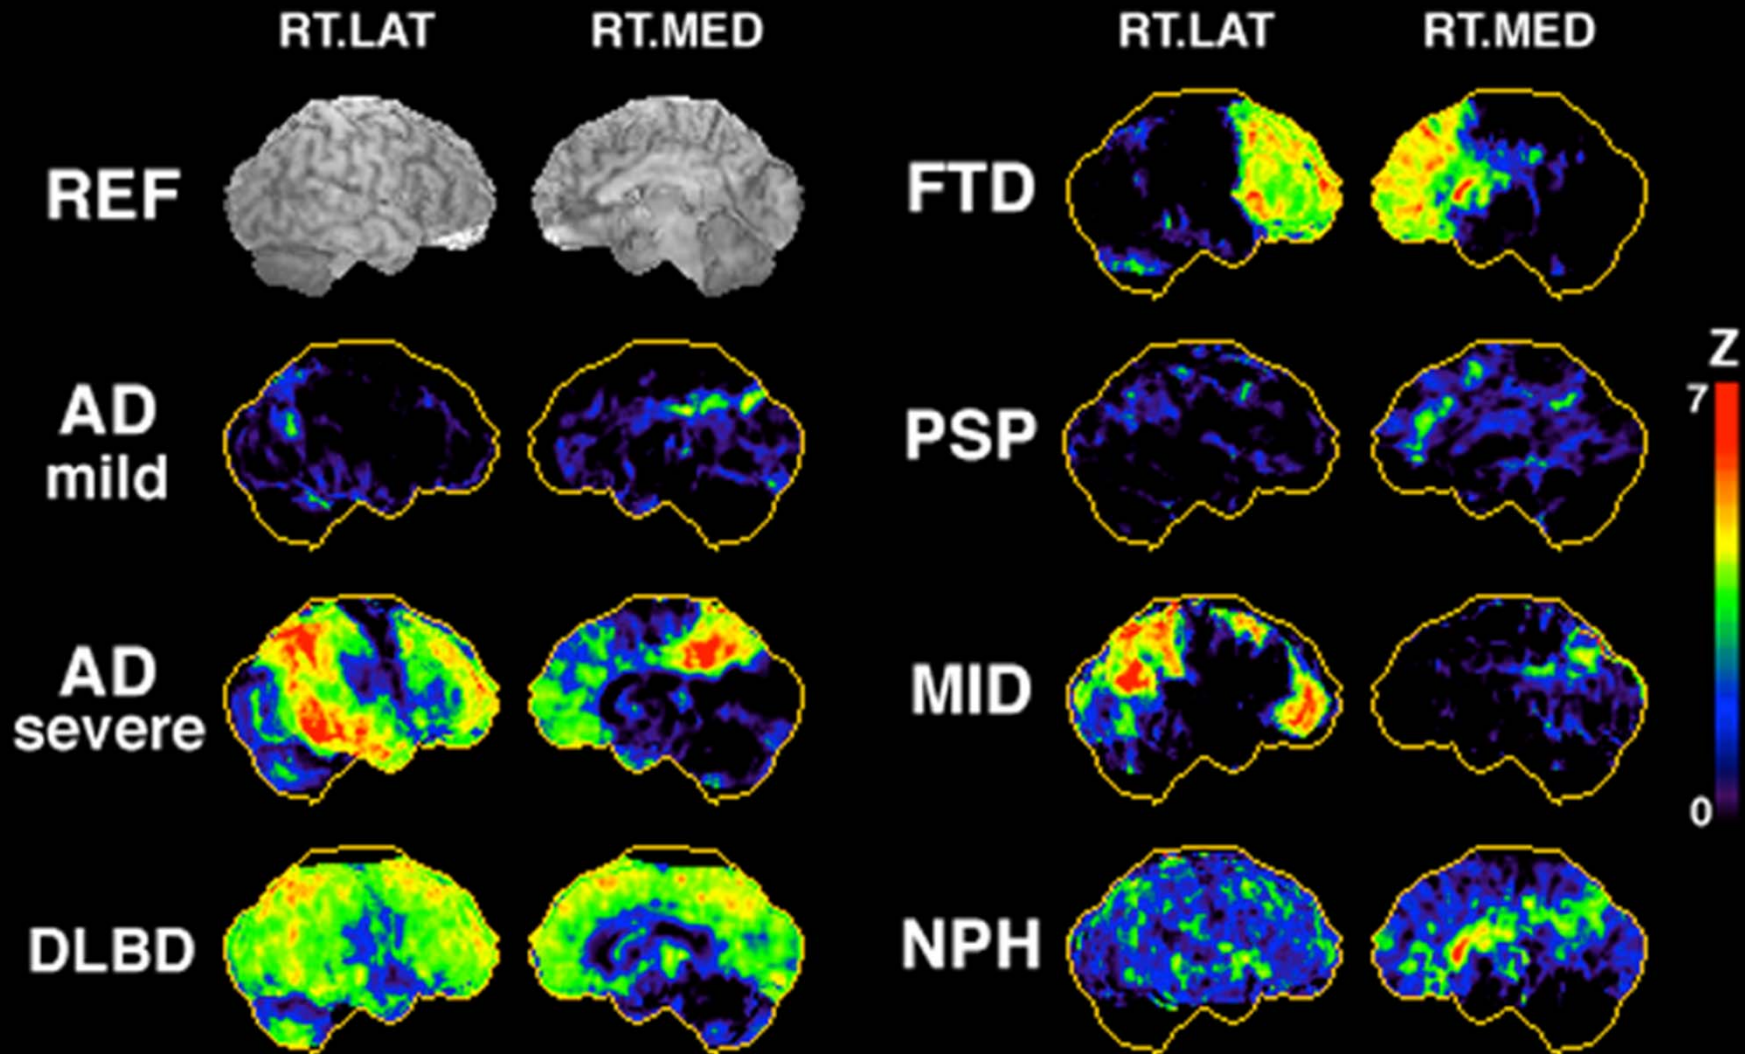 RT.LAT RT.MED RT.LAT RT.MED
REF
FTD
AD
mild
PSP
Z
7
0
AD
severe
MID
DLBD
NPH